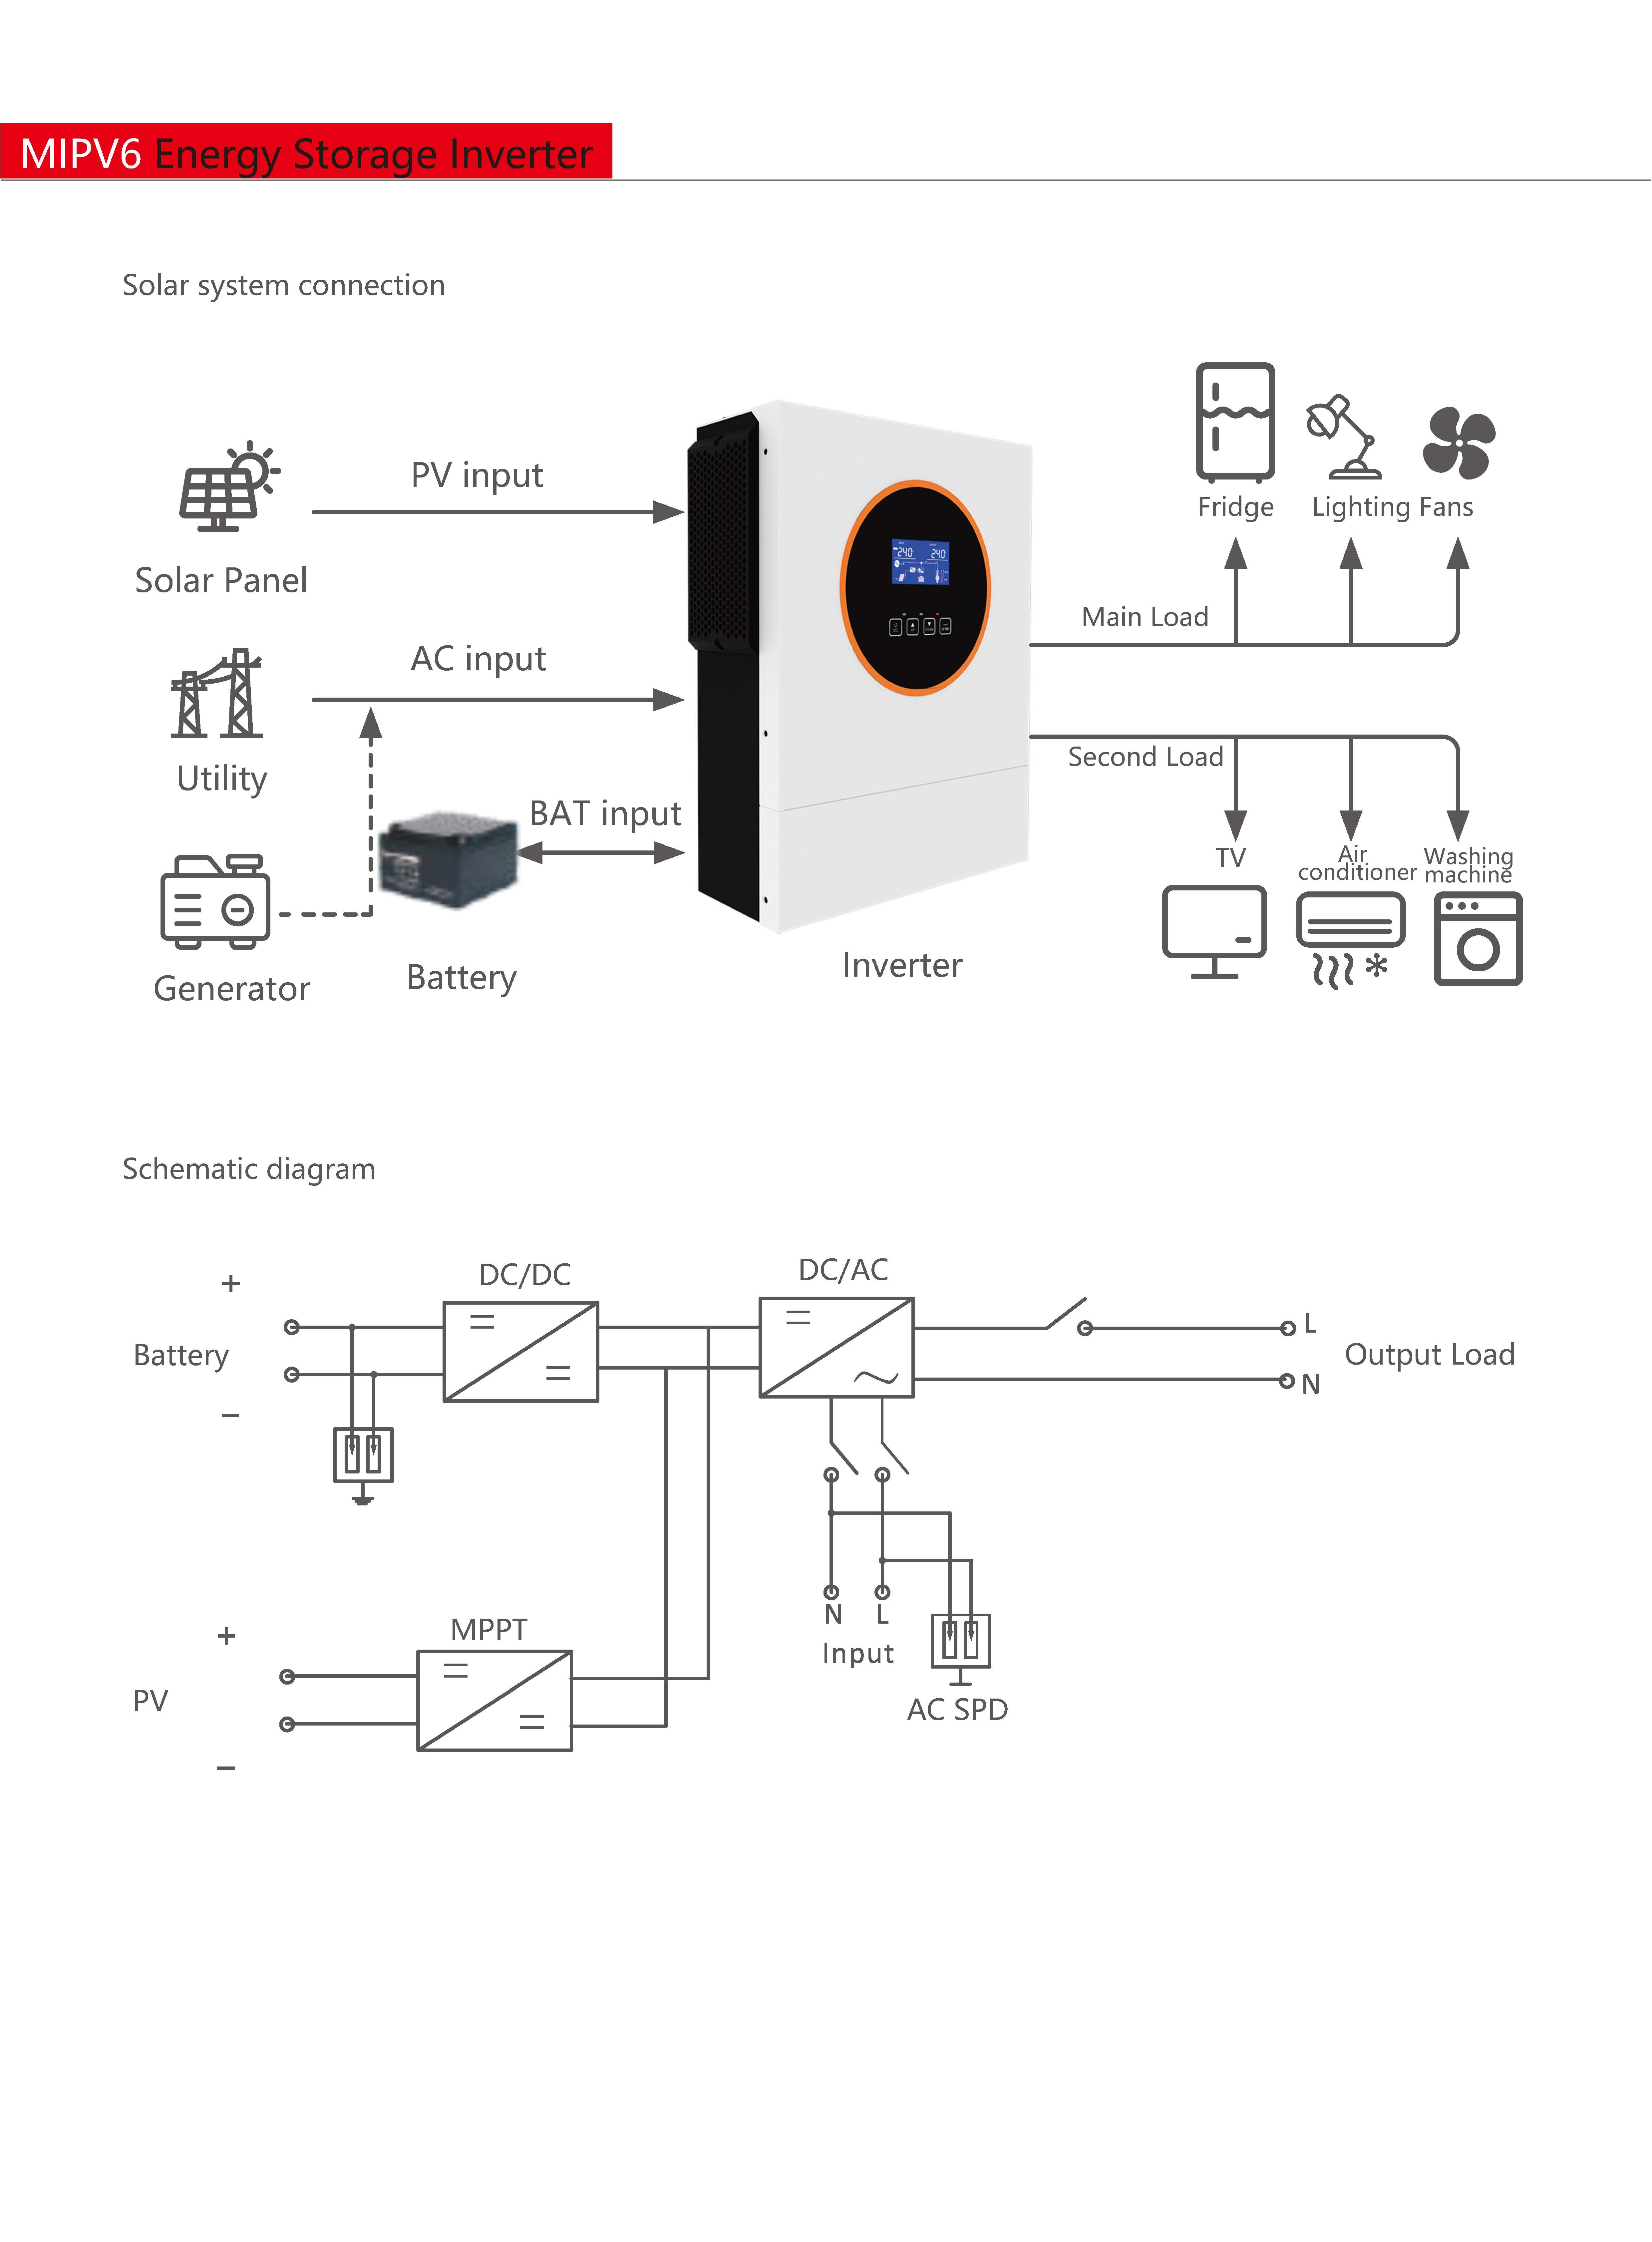 MIPV6 Energy Storage Inverter
Solar system connection
PV input
Solar Panel
AC input
Utility
BAT input
Generator
Battery
Inverter
240 240
Fridge Lighting Fans
Main Load
Second Load
TV
Air
conditioner
Washing
machine
Schematic diagram
DC/DC
DC/AC
+
Battery
−
L
N
Output Load
N L
Input
AC SPD
MPPT
+
PV
−